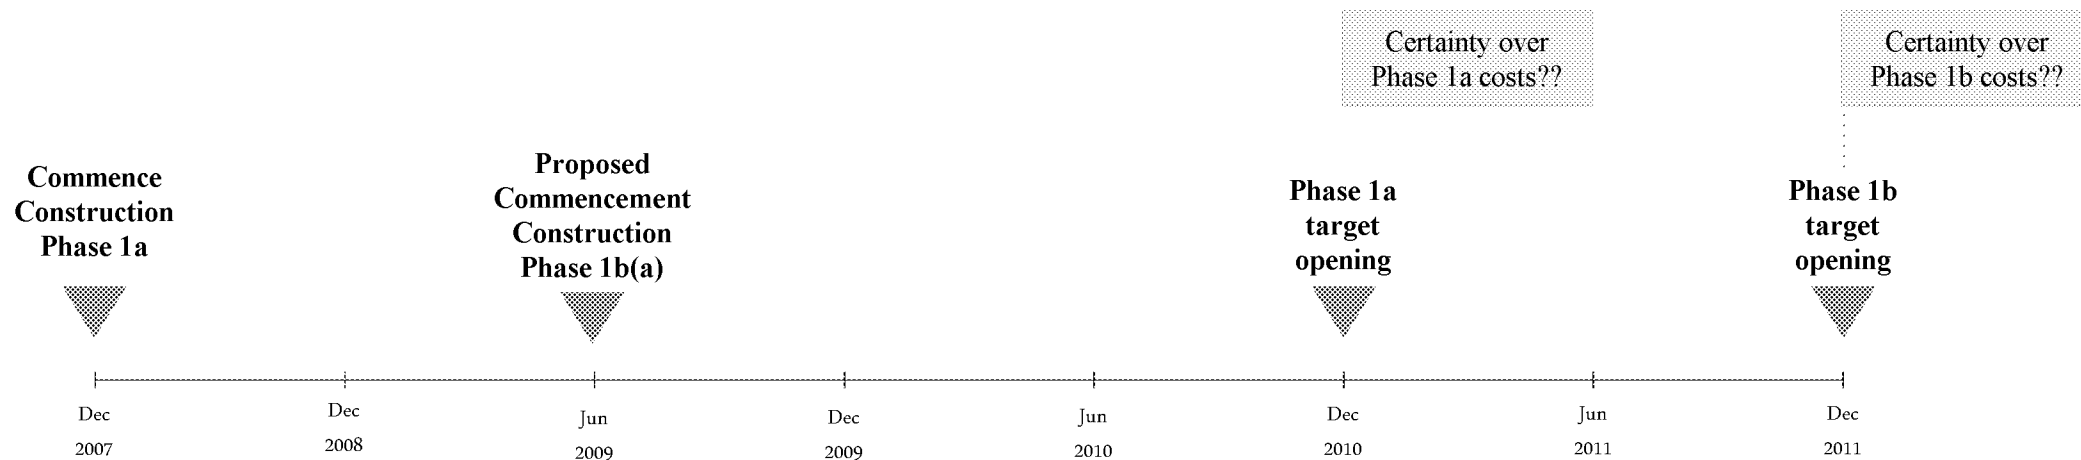 Certainty over
Phase 1a costs??
Certainty over
Phase 1b costs??
Commence
Construction
Phase 1a
Proposed
Commencement
Construction
Phase 1b(a)
Phase 1a
target
opening
Phase 1b
target
opening
Dec
2007
Dec
2008
Jun
2009
Dec
2009
Jun
2010
Dec
2010
Jun
2011
Dec
2011